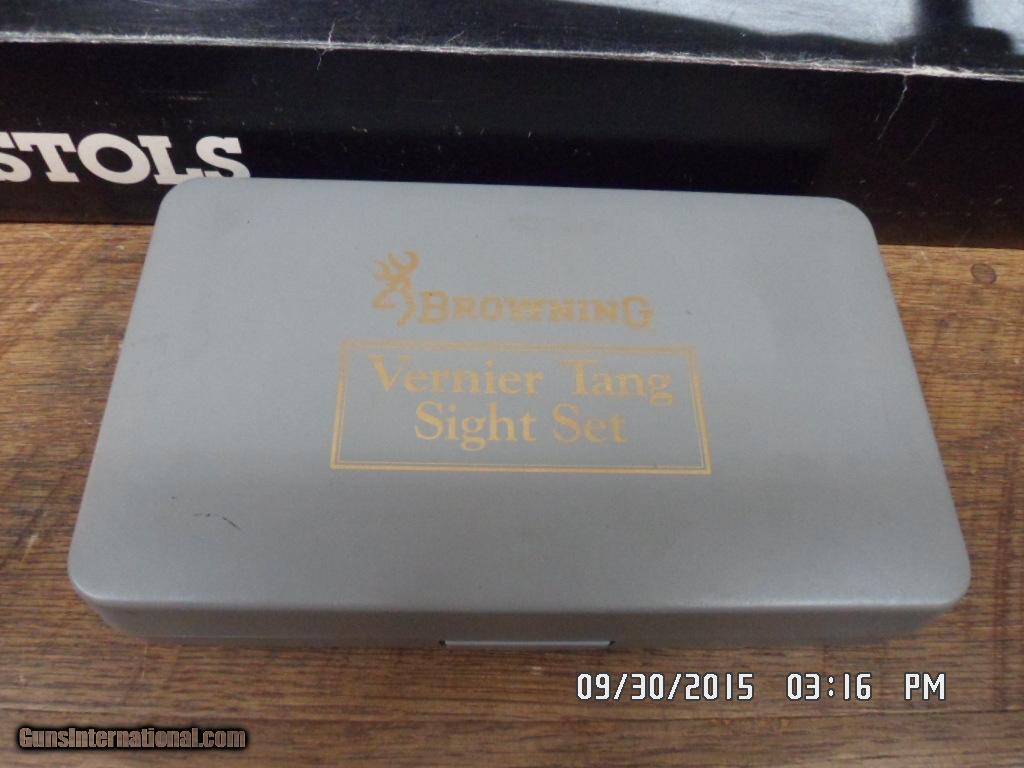 STOLS
BROWNING
Vernier Tang
Sight Set
09/30/2015 03:16 PM
GunsInternational.com